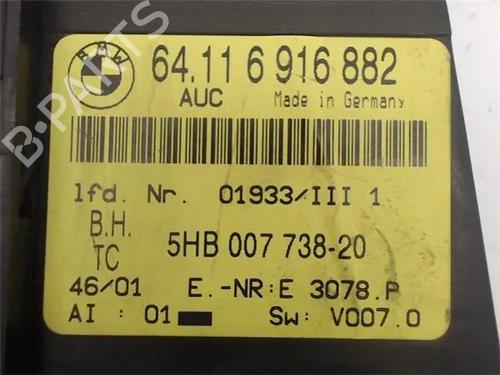 BMW
64.11 6 916 882
AUC Made in Germany
lfd. Nr. 01933/III 1
B.H.
TC 5HB 007 738-20
46/01 E.-NR:E 3078.P
AI : 01 Sw: V007.0
B-PARTS